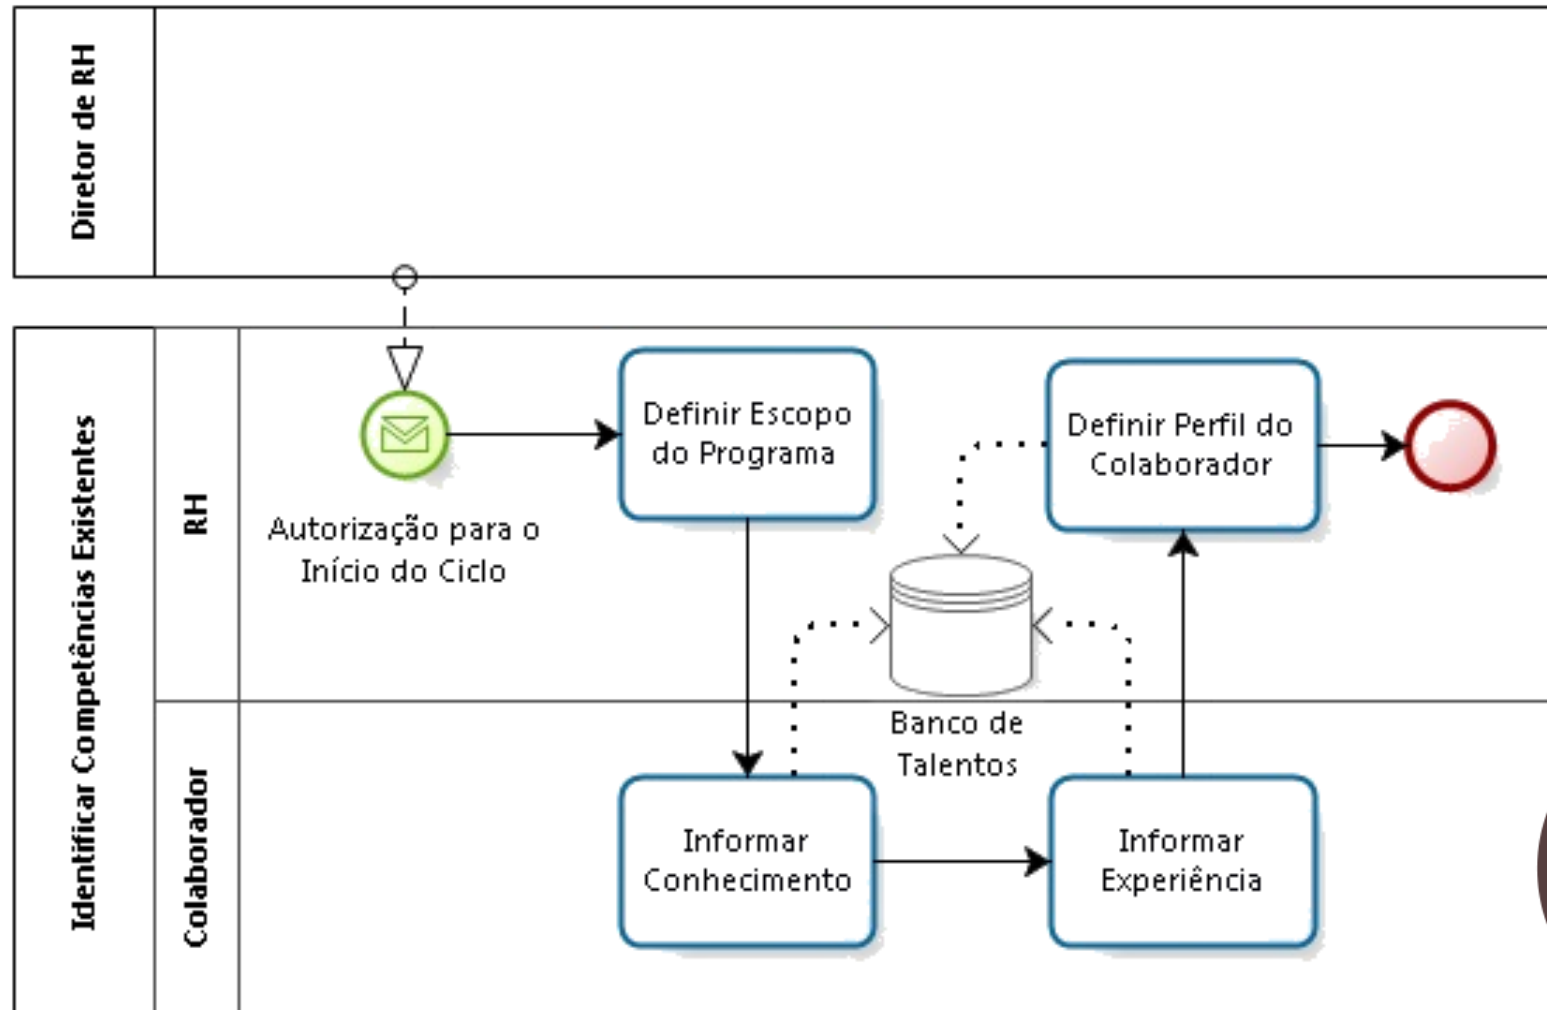 Diretor de RH
Identificar Competências Existentes
RH
Autorização para o
Início do Ciclo
Definir Escopo
do Programa
Definir Perfil do
Colaborador
Banco de
Talentos
Colaborador
Informar
Conhecimento
Informar
Experiência